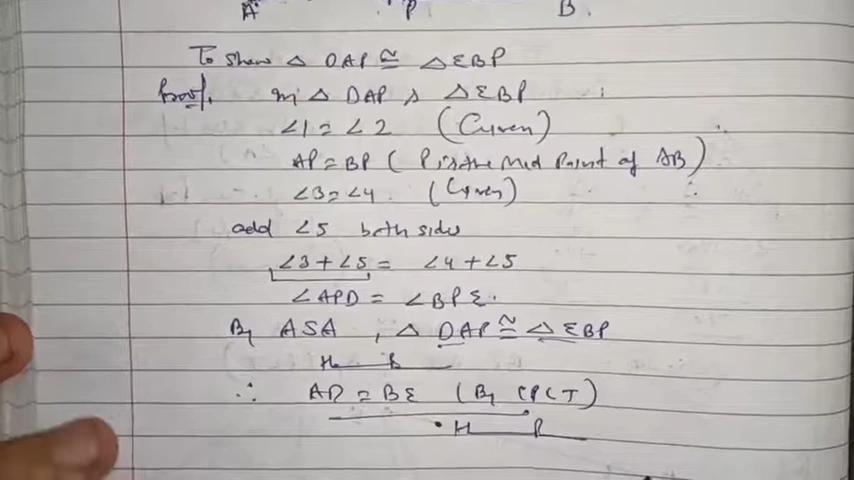 A P B.
To show △ DAP ≅ △EBP
Proof. In △ DAP & △EBP
∠1 = ∠2 (Given)
AP = BP ( P is the Mid Point of AB)
∠3 = ∠4 (Given)
add ∠5 both sides
∠3 + ∠5 = ∠4 + ∠5
∠APD = ∠BPE.
By ASA, △ DAP ≅ △EBP
H P
∴ AD = BE (By CPCT)
H P